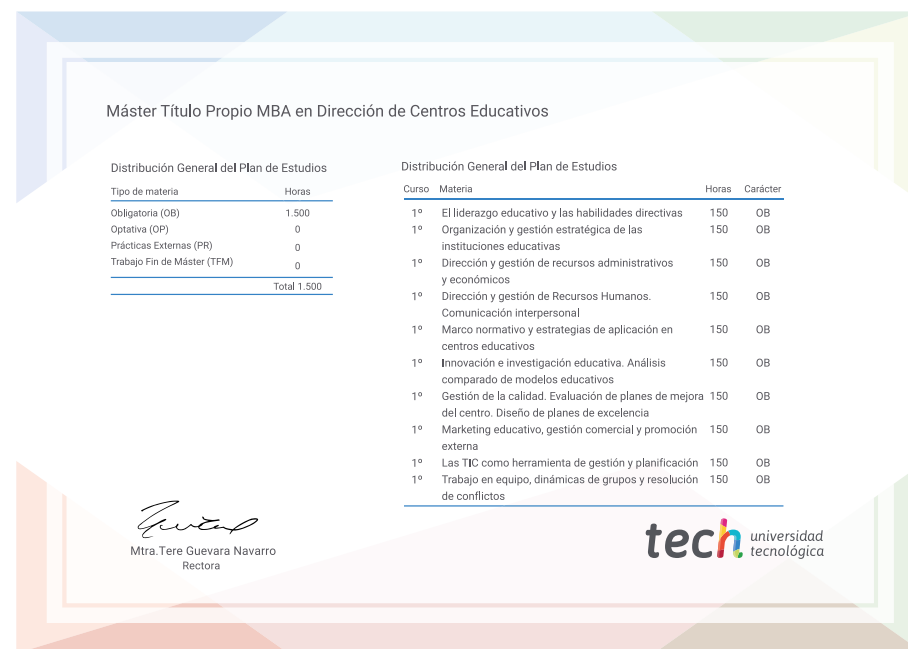 Máster Título Propio MBA en Dirección de Centros Educativos
Distribución General del Plan de Estudios
Tipo de materia Horas
Obligatoria (OB) 1.500
Optativa (OP) 0
Prácticas Externas (PR) 0
Trabajo Fin de Máster (TFM) 0
Total 1.500
Distribución General del Plan de Estudios
Curso Materia Horas Carácter
1º El liderazgo educativo y las habilidades directivas 150 OB
1º Organización y gestión estratégica de las 150 OB
instituciones educativas
1º Dirección y gestión de recursos administrativos 150 OB
y económicos
1º Dirección y gestión de Recursos Humanos. 150 OB
Comunicación interpersonal
1º Marco normativo y estrategias de aplicación en 150 OB
centros educativos
1º Innovación e investigación educativa. Análisis 150 OB
comparado de modelos educativos
1º Gestión de la calidad. Evaluación de planes de mejora 150 OB
del centro. Diseño de planes de excelencia
1º Marketing educativo, gestión comercial y promoción 150 OB
externa
1º Las TIC como herramienta de gestión y planificación 150 OB
1º Trabajo en equipo, dinámicas de grupos y resolución 150 OB
de conflictos
Mtra.Tere Guevara Navarro
Rectora
tech universidad
tecnológica